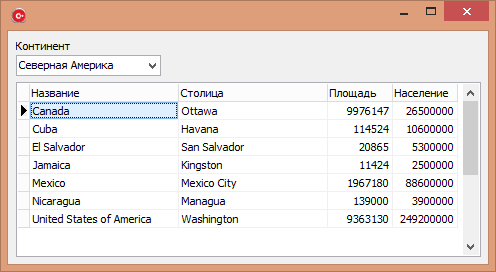 Континент
Северная Америка
Название Столица Площадь Население
Canada Ottawa 9976147 26500000
Cuba Havana 114524 10600000
El Salvador San Salvador 20865 5300000
Jamaica Kingston 11424 2500000
Mexico Mexico City 1967180 88600000
Nicaragua Managua 139000 3900000
United States of America Washington 9363130 249200000